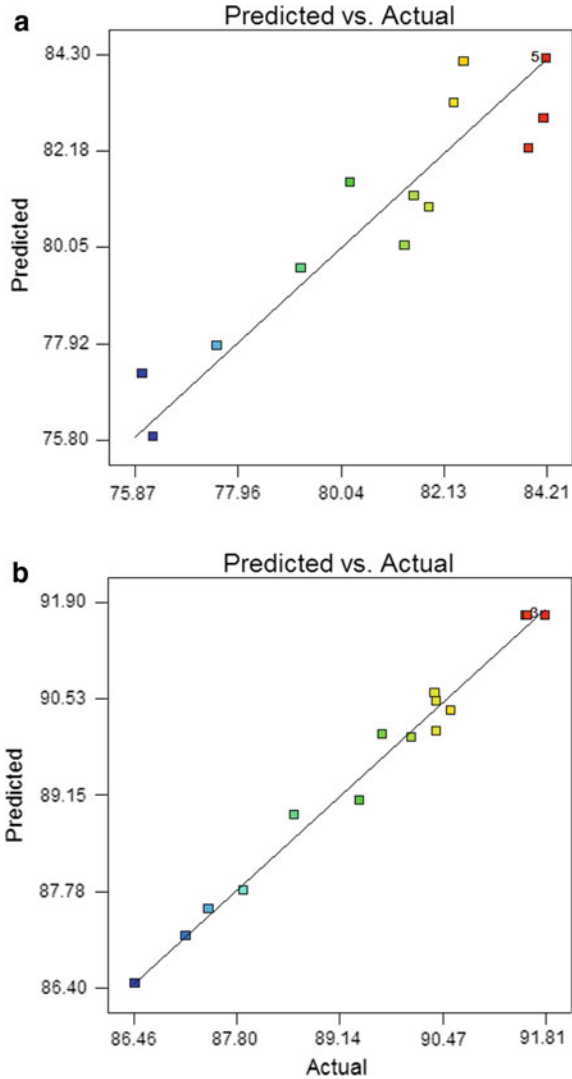 a
Predicted vs. Actual
84.30
82.18
80.05
77.92
75.80
Predicted
5
75.87 77.96 80.04 82.13 84.21
b
Predicted vs. Actual
91.90
90.53
89.15
87.78
86.40
Predicted
3
86.46 87.80 89.14 90.47 91.81
Actual